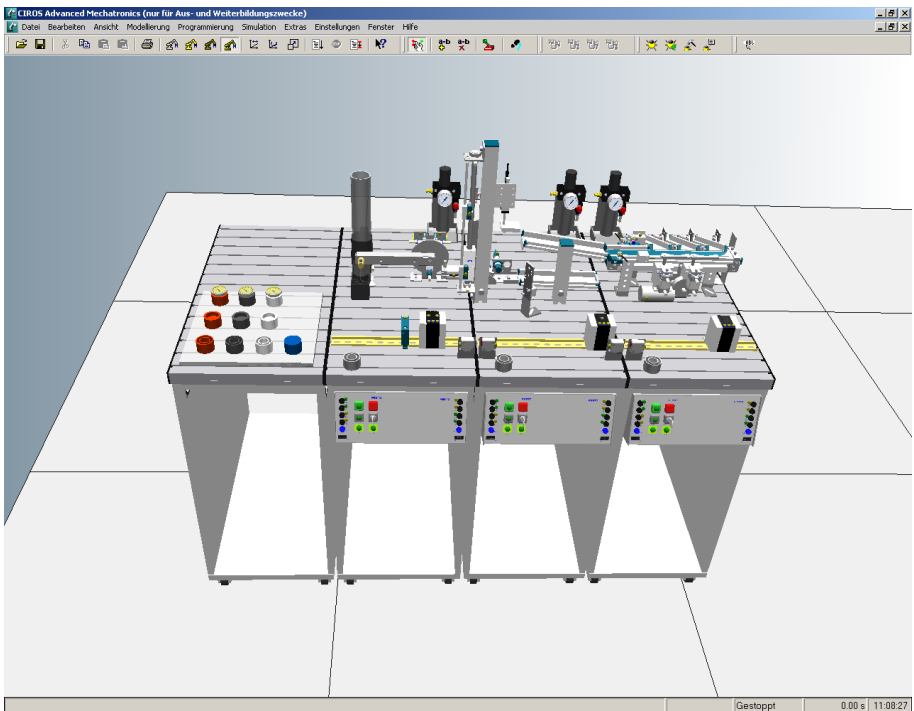 CIROS Advanced Mechatronics (nur für Aus- und Weiterbildungszwecke)
Datei Bearbeiten Ansicht Modellierung Programmierung Simulation Extras Einstellungen Fenster Hilfe
a-b a-b
Gestoppt 0.00 s 11:08:27